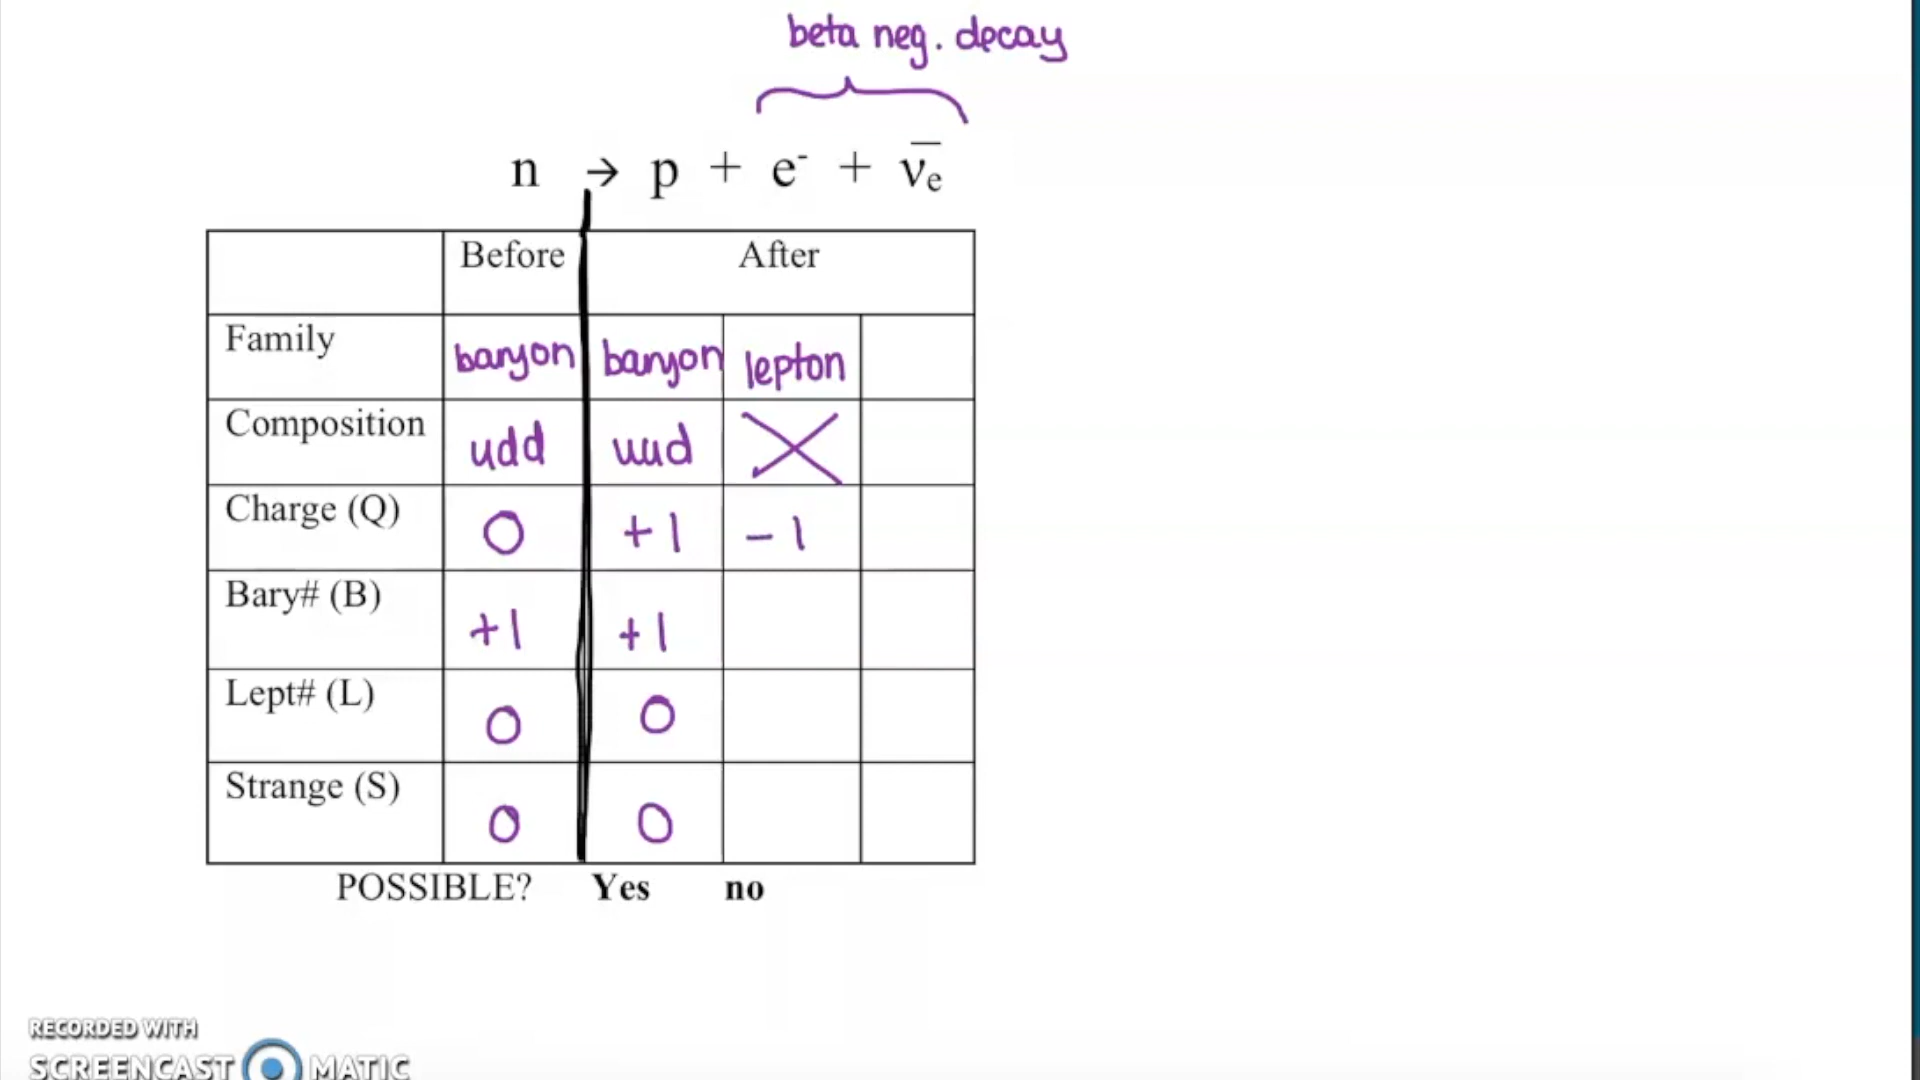 beta neg. decay
n → p + e⁻ + ν̅ₑ
Before After
Family baryon baryon lepton
Composition udd uud
Charge (Q) 0 +1 -1
Bary# (B) +1 +1
Lept# (L) 0 0
Strange (S) 0 0
POSSIBLE? Yes no
RECORDED WITH
SCREENCAST MATIC